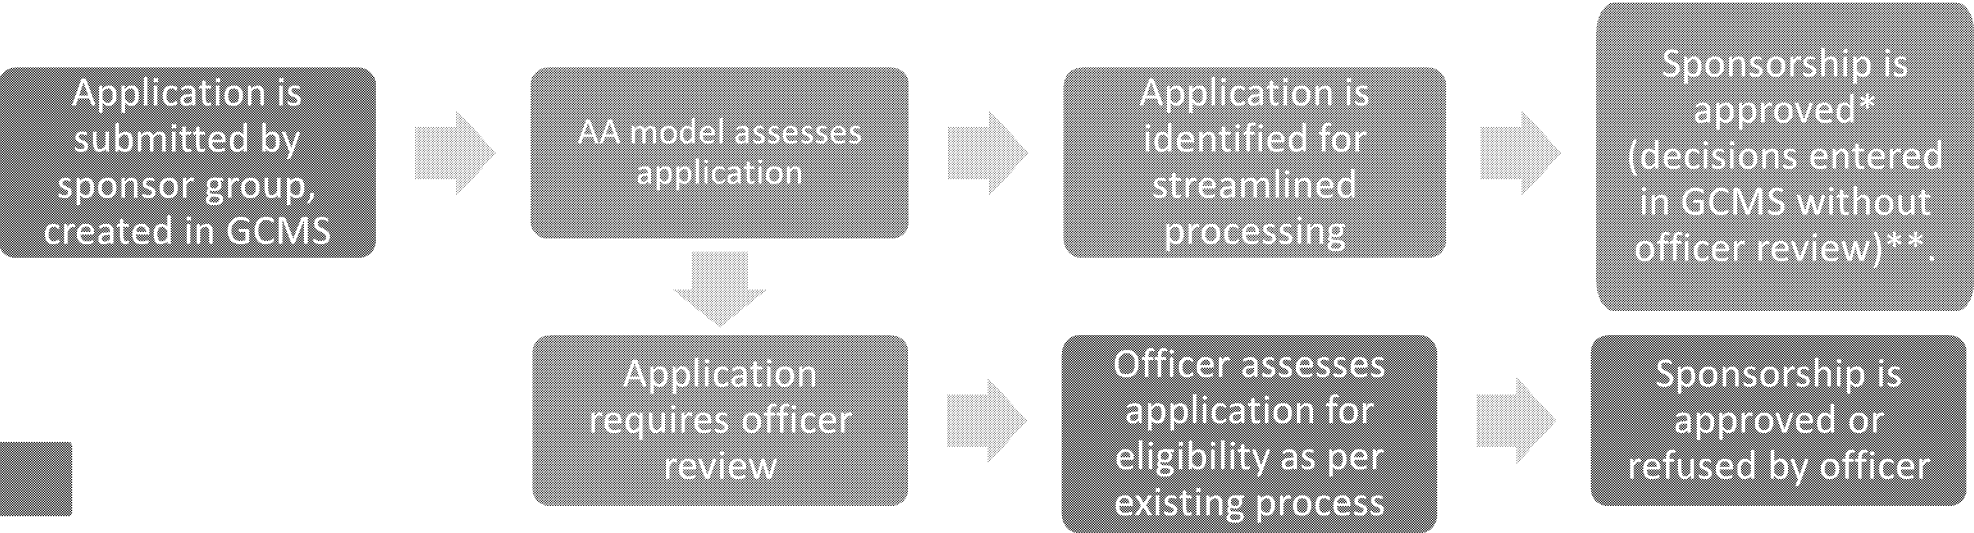 Application is
submitted by
sponsor group,
created in GCMS
AA model assesses
application
Application is
identified for
streamlined
processing
Sponsorship is
approved*
(decisions entered
in GCMS without
officer review)**.
Application
requires officer
review
Officer assesses
application for
eligibility as per
existing process
Sponsorship is
approved or
refused by officer